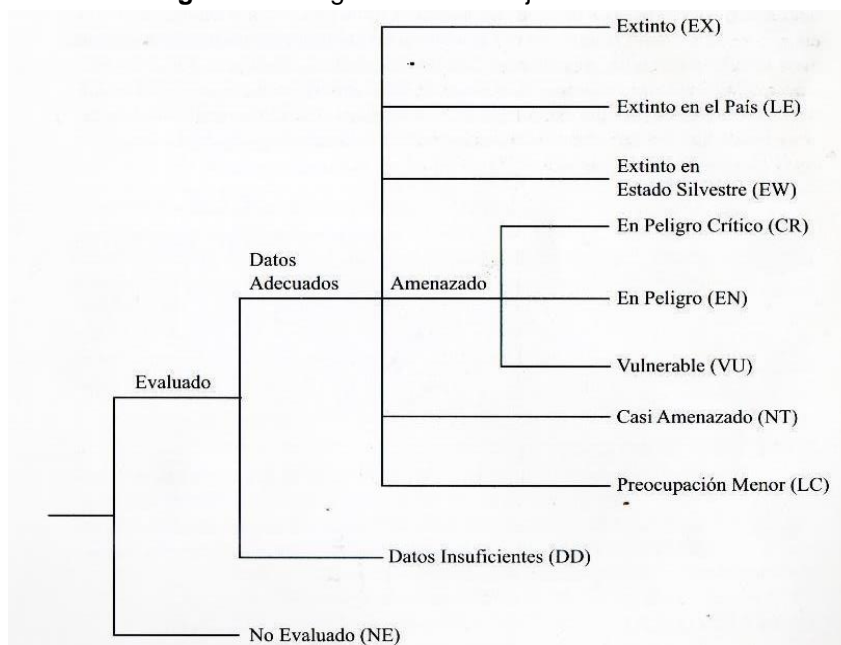 Extinto (EX)
Extinto en el País (LE)
Extinto en
Estado Silvestre (EW)
En Peligro Crítico (CR)
Datos
Adecuados
Amenazado
En Peligro (EN)
Vulnerable (VU)
Evaluado
Casi Amenazado (NT)
Preocupación Menor (LC)
Datos Insuficientes (DD)
No Evaluado (NE)